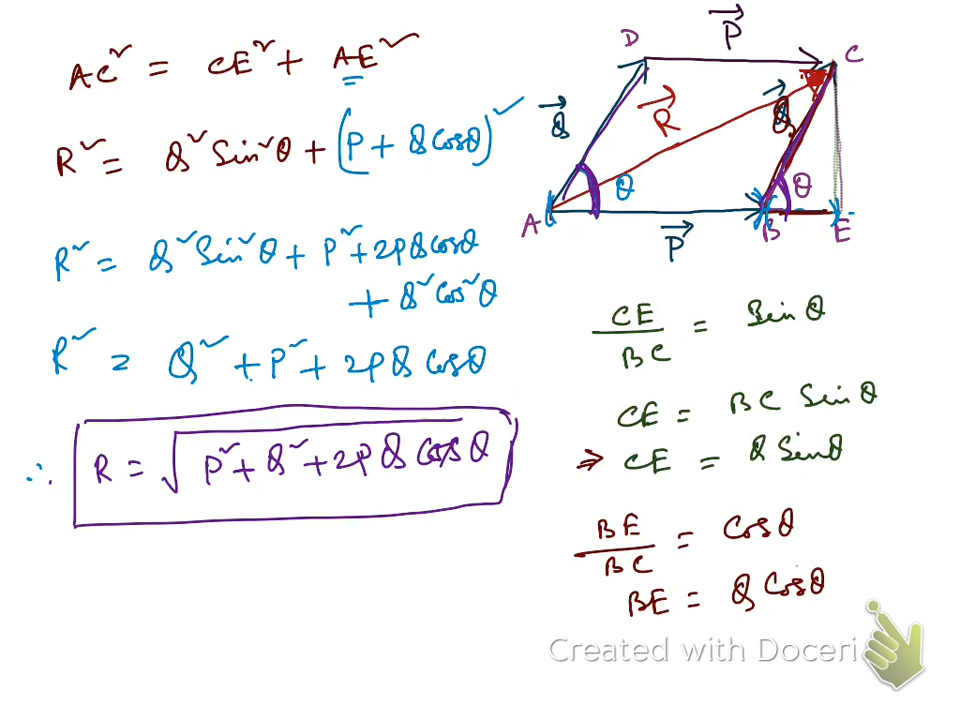 AC² = CE² + AE²
R² = Q² Sin²θ + (P + Q Cosθ)²
R² = Q² Sin²θ + P² + 2PQ Cosθ
+ Q² Cos²θ
R² = Q² + P² + 2PQ Cosθ
∴ R = √P² + Q² + 2PQ Cosθ
P
D
C
Q
R
Q
θ
θ
A
B
E
P
CE/BC = Sinθ
CE = BC Sinθ
⇒ CE = Q Sinθ
BE/BC = Cosθ
BE = Q Cosθ
Created with Doceri